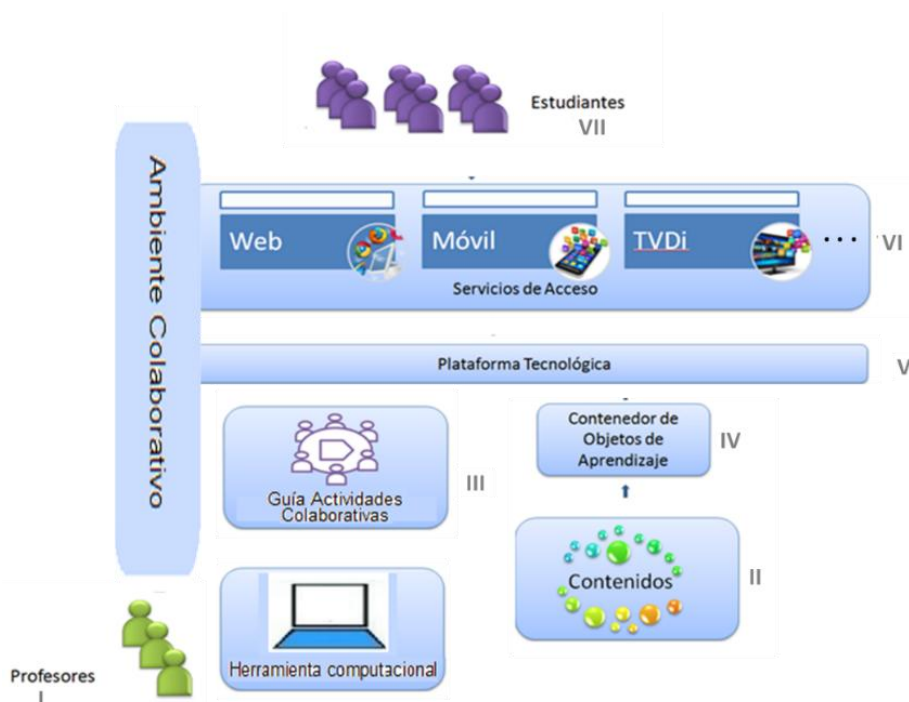 Estudiantes
VII
Ambiente Colaborativo
Web
Móvil
TVDi
...
VI
Servicios de Acceso
Plataforma Tecnológica
V
Contenedor de
Objetos de
Aprendizaje
IV
Guía Actividades
Colaborativas
III
Contenidos
II
Herramienta computacional
Profesores
I